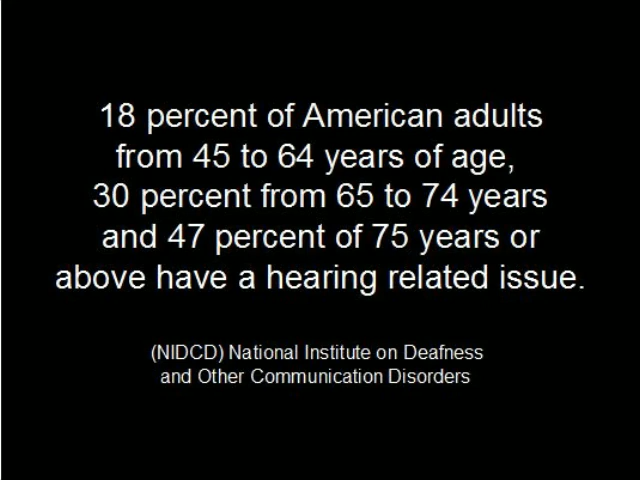 18 percent of American adults
from 45 to 64 years of age,
30 percent from 65 to 74 years
and 47 percent of 75 years or
above have a hearing related issue.
(NIDCD) National Institute on Deafness
and Other Communication Disorders